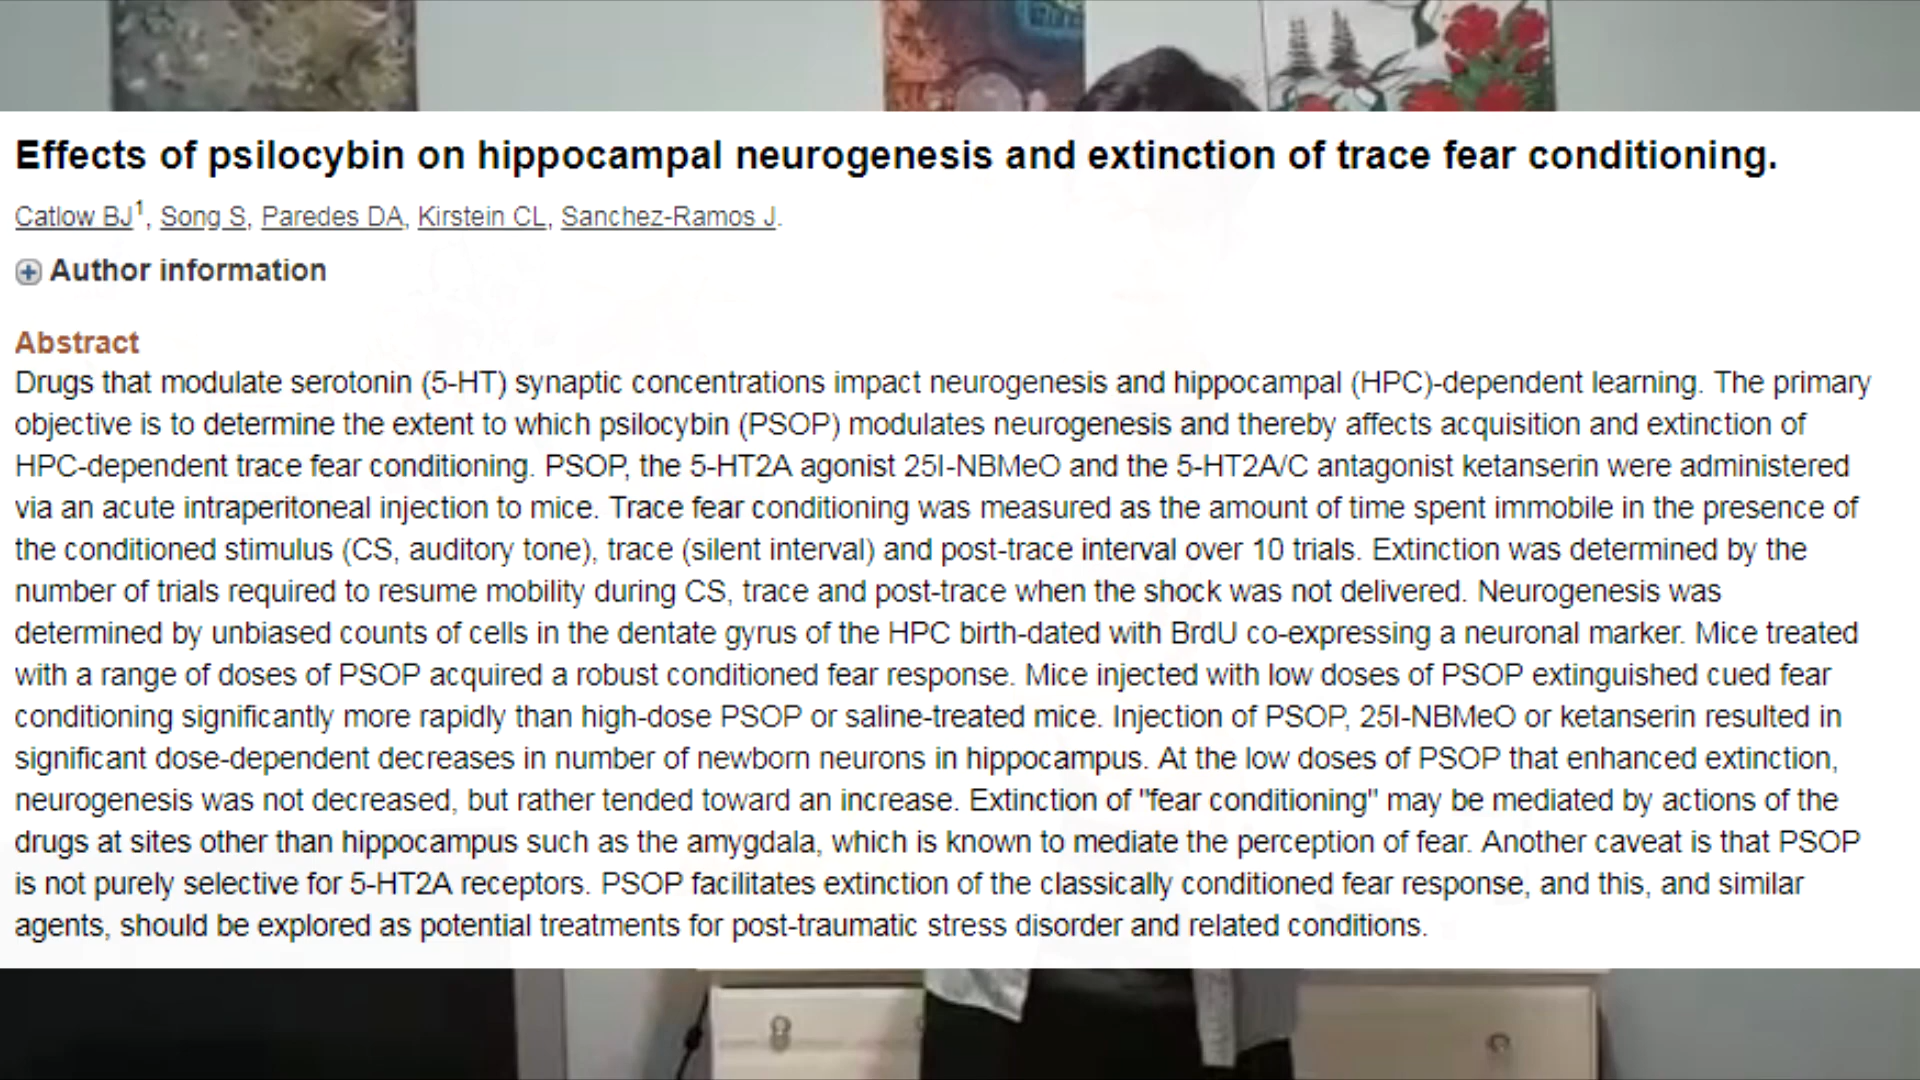 Effects of psilocybin on hippocampal neurogenesis and extinction of trace fear conditioning.
Catlow BJ1, Song S, Paredes DA, Kirstein CL, Sanchez-Ramos J.
Author information
Abstract
Drugs that modulate serotonin (5-HT) synaptic concentrations impact neurogenesis and hippocampal (HPC)-dependent learning. The primary
objective is to determine the extent to which psilocybin (PSOP) modulates neurogenesis and thereby affects acquisition and extinction of
HPC-dependent trace fear conditioning. PSOP, the 5-HT2A agonist 25I-NBMeO and the 5-HT2A/C antagonist ketanserin were administered
via an acute intraperitoneal injection to mice. Trace fear conditioning was measured as the amount of time spent immobile in the presence of
the conditioned stimulus (CS, auditory tone), trace (silent interval) and post-trace interval over 10 trials. Extinction was determined by the
number of trials required to resume mobility during CS, trace and post-trace when the shock was not delivered. Neurogenesis was
determined by unbiased counts of cells in the dentate gyrus of the HPC birth-dated with BrdU co-expressing a neuronal marker. Mice treated
with a range of doses of PSOP acquired a robust conditioned fear response. Mice injected with low doses of PSOP extinguished cued fear
conditioning significantly more rapidly than high-dose PSOP or saline-treated mice. Injection of PSOP, 25I-NBMeO or ketanserin resulted in
significant dose-dependent decreases in number of newborn neurons in hippocampus. At the low doses of PSOP that enhanced extinction,
neurogenesis was not decreased, but rather tended toward an increase. Extinction of "fear conditioning" may be mediated by actions of the
drugs at sites other than hippocampus such as the amygdala, which is known to mediate the perception of fear. Another caveat is that PSOP
is not purely selective for 5-HT2A receptors. PSOP facilitates extinction of the classically conditioned fear response, and this, and similar
agents, should be explored as potential treatments for post-traumatic stress disorder and related conditions.